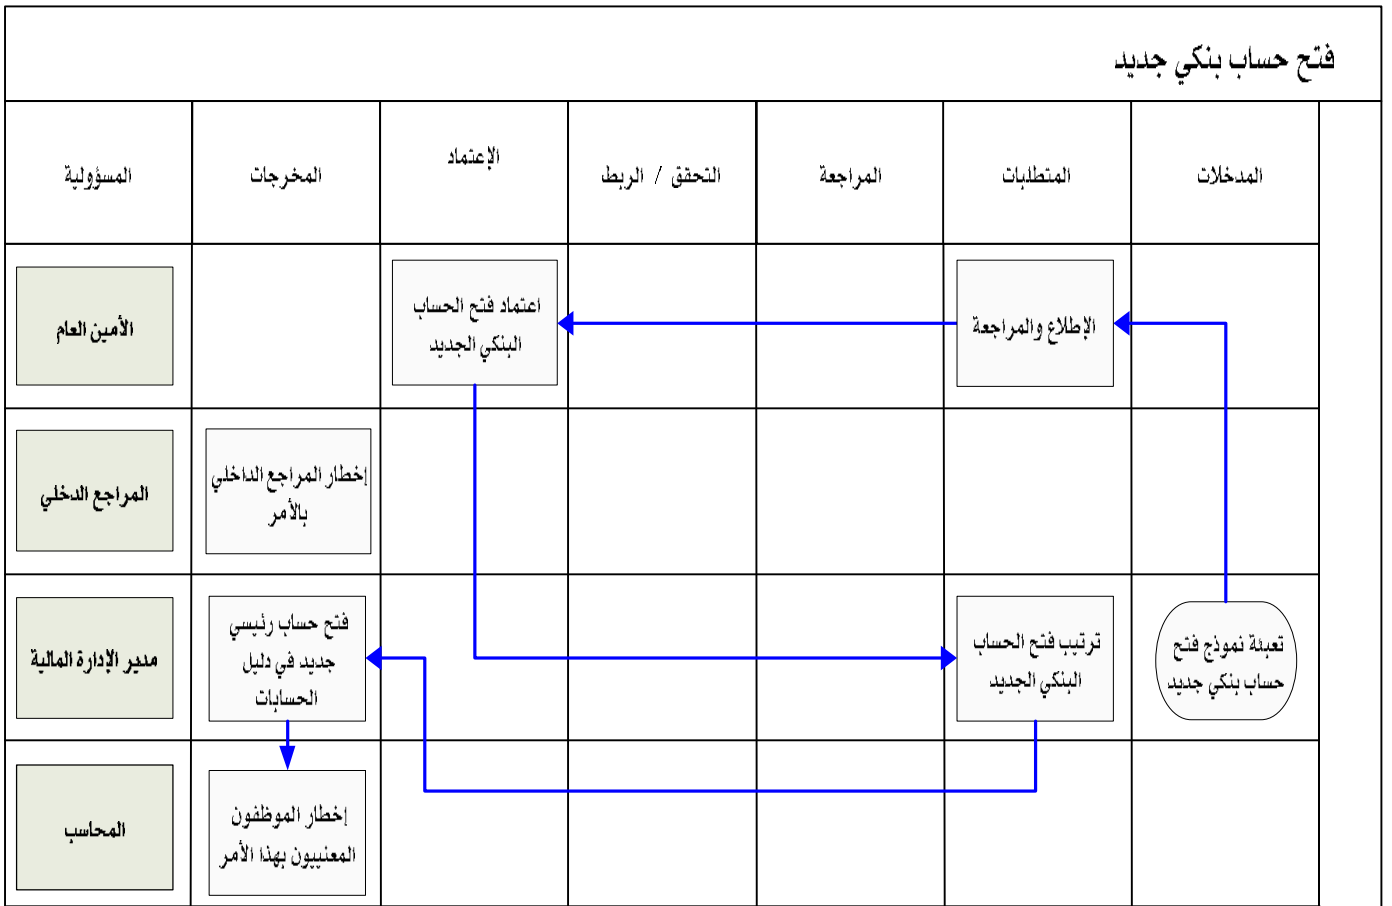 فتح حساب بنكي جديد
المدخلات
المتطلبات
المراجعة
التحقق / الربط
الإعتماد
المخرجات
المسؤولية
الإطلاع والمراجعة
اعتماد فتح الحساب
البنكي الجديد
الأمين العام
إخطار المراجع الداخلي
بالأمر
المراجع الدخلي
تعبئة نموذج فتح
حساب بنكي جديد
ترتيب فتح الحساب
البنكي الجديد
فتح حساب رئيسي
جديد في دليل
الحسابات
مدير الإدارة المالية
إخطار الموظفون
المعنييون بهذا الأمر
المحاسب